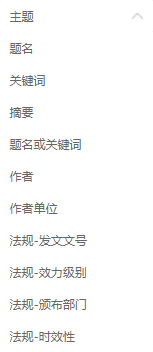 主题
题名
关键词
摘要
题名或关键词
作者
作者单位
法规-发文文号
法规-效力级别
法规-颁布部门
法规-时效性